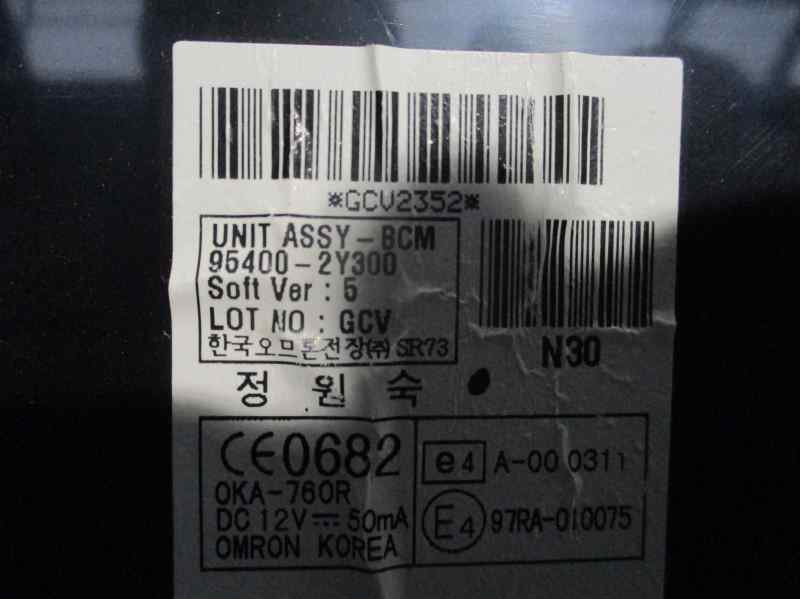 *GCV2352*
UNIT ASSY-BCM
95400-2Y300
Soft Ver : 5
LOT NO : GCV
한국오므론전장(주) SIR73
N30
정 원 숙
CE0682
OKA-760R
DC 12V 50mA
OMRON KOREA
e4 A-00 0311
E4 97RA-010075